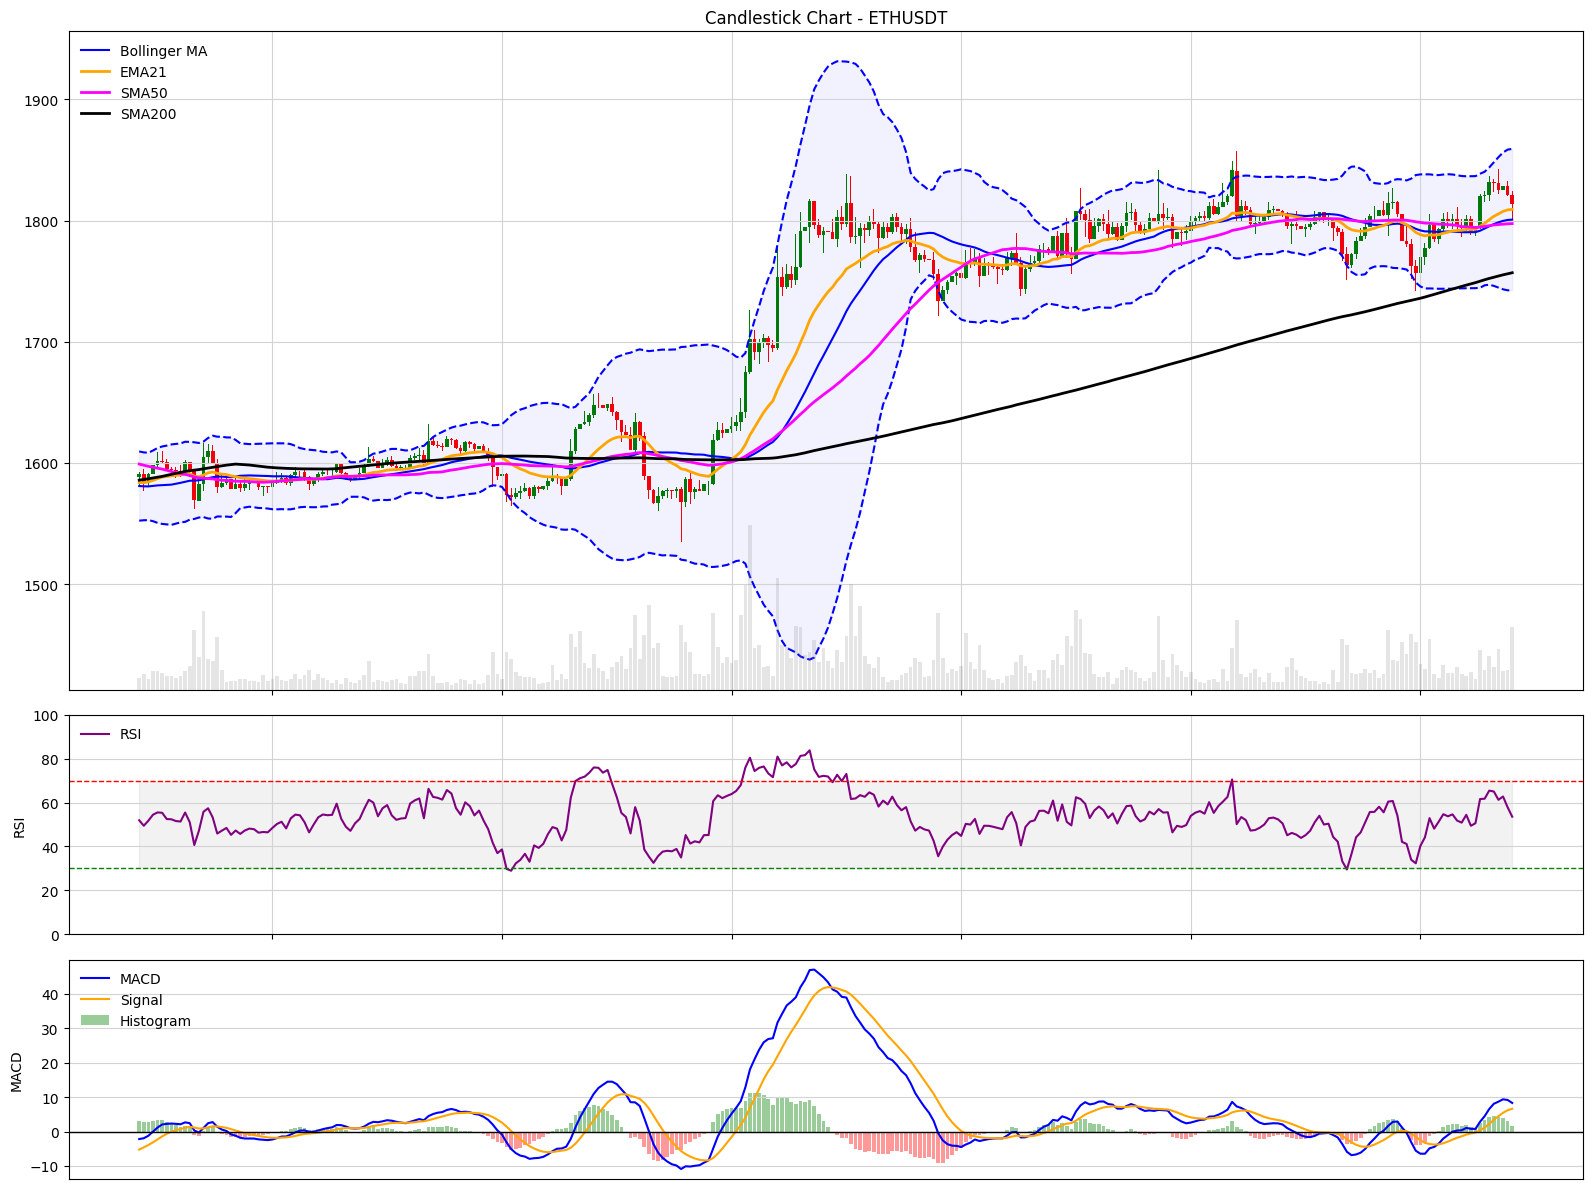 Candlestick Chart - ETHUSDT
Bollinger MA
EMA21
SMA50
SMA200
1900
1800
1700
1600
1500
RSI
100
80
60
40
20
0
RSI
MACD
Signal
Histogram
40
30
20
10
0
−10
MACD